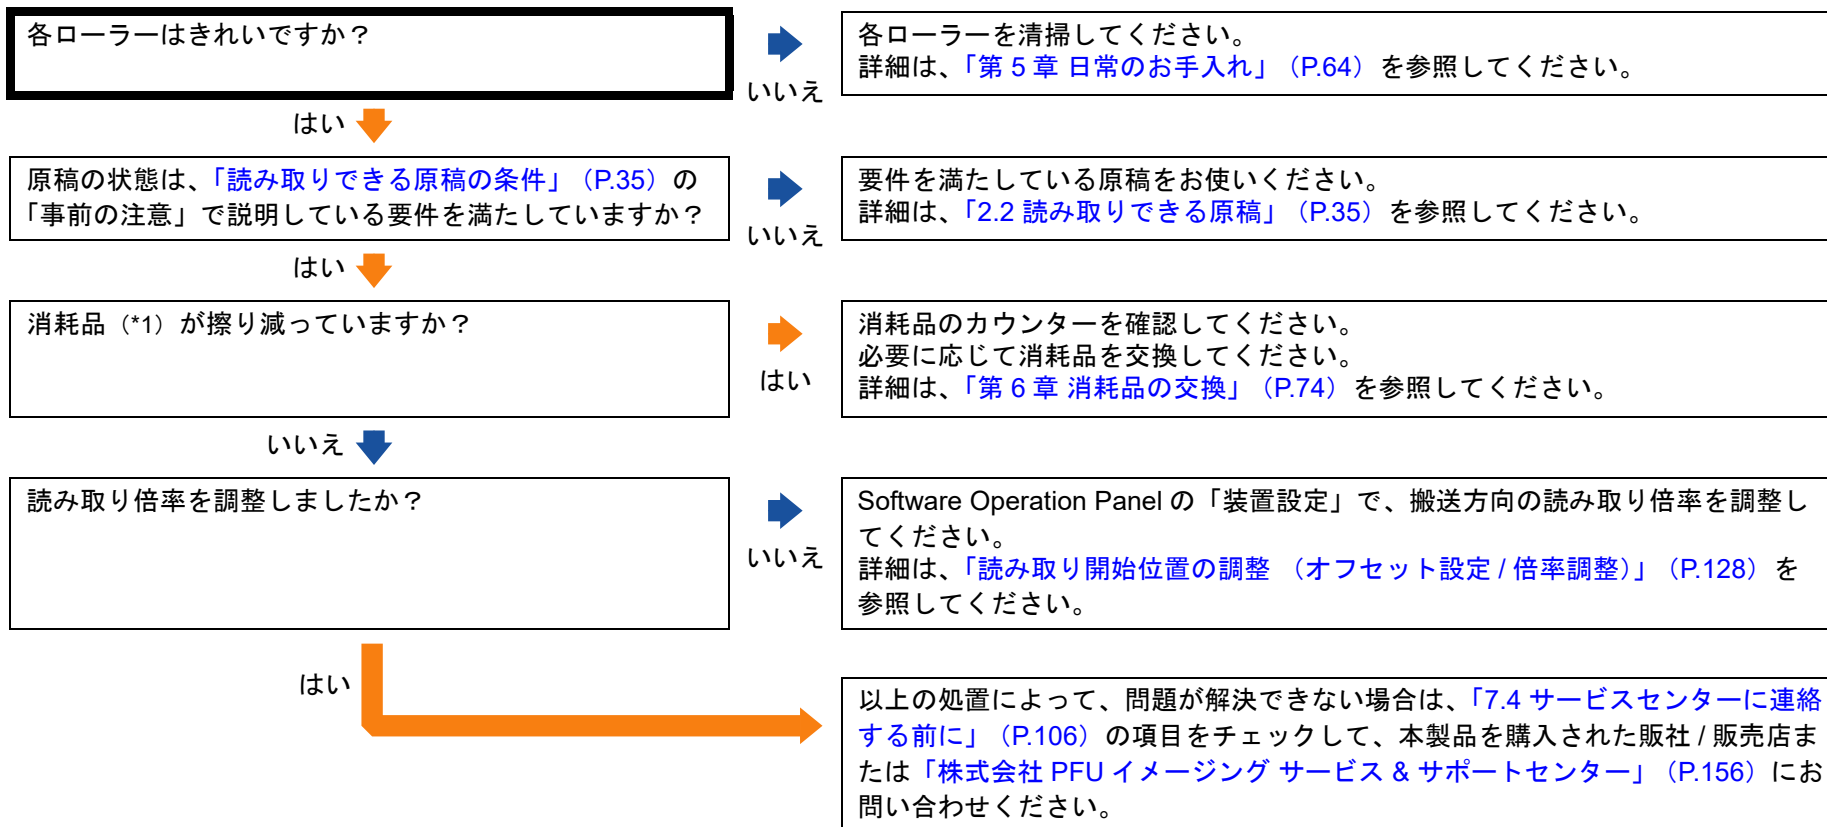 各ローラーはきれいですか？
いいえ
各ローラーを清掃してください。
詳細は、「第 5 章 日常のお手入れ」（P.64）を参照してください。
はい
原稿の状態は、「読み取りできる原稿の条件」（P.35）の
「事前の注意」で説明している要件を満たしていますか？
いいえ
要件を満たしている原稿をお使いください。
詳細は、「2.2 読み取りできる原稿」（P.35）を参照してください。
はい
消耗品（*1）が擦り減っていますか？
はい
消耗品のカウンターを確認してください。
必要に応じて消耗品を交換してください。
詳細は、「第 6 章 消耗品の交換」（P.74）を参照してください。
いいえ
読み取り倍率を調整しましたか？
いいえ
Software Operation Panel の「装置設定」で、搬送方向の読み取り倍率を調整し
てください。
詳細は、「読み取り開始位置の調整 （オフセット設定 / 倍率調整）」（P.128）を
参照してください。
はい
以上の処置によって、問題が解決できない場合は、「7.4 サービスセンターに連絡
する前に」（P.106）の項目をチェックして、本製品を購入された販社 / 販売店ま
たは「株式会社 PFU イメージング サービス & サポートセンター」（P.156）にお
問い合わせください。